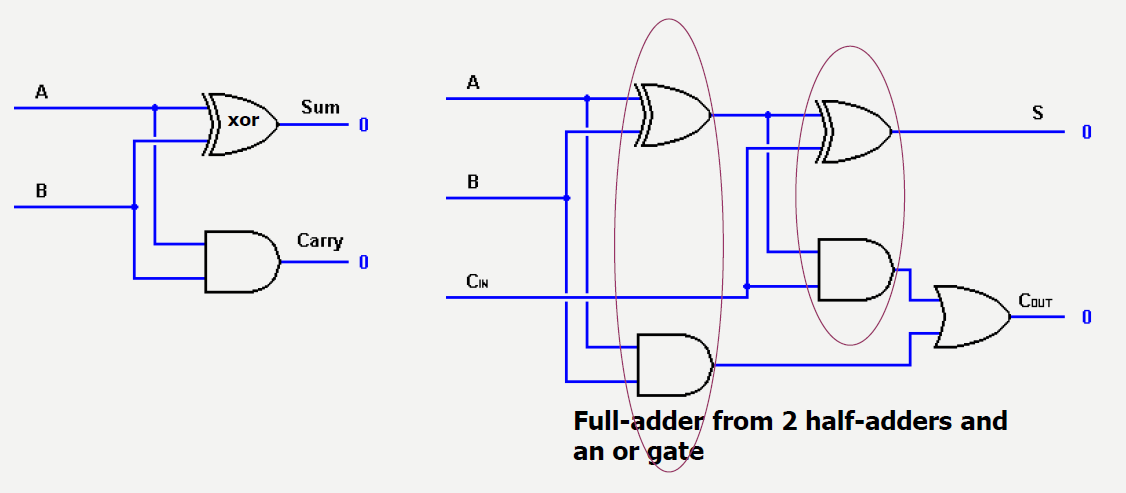 A
xor
Sum
0
B
Carry
0
A
S
0
B
CIN
COUT
0
Full-adder from 2 half-adders and
an or gate